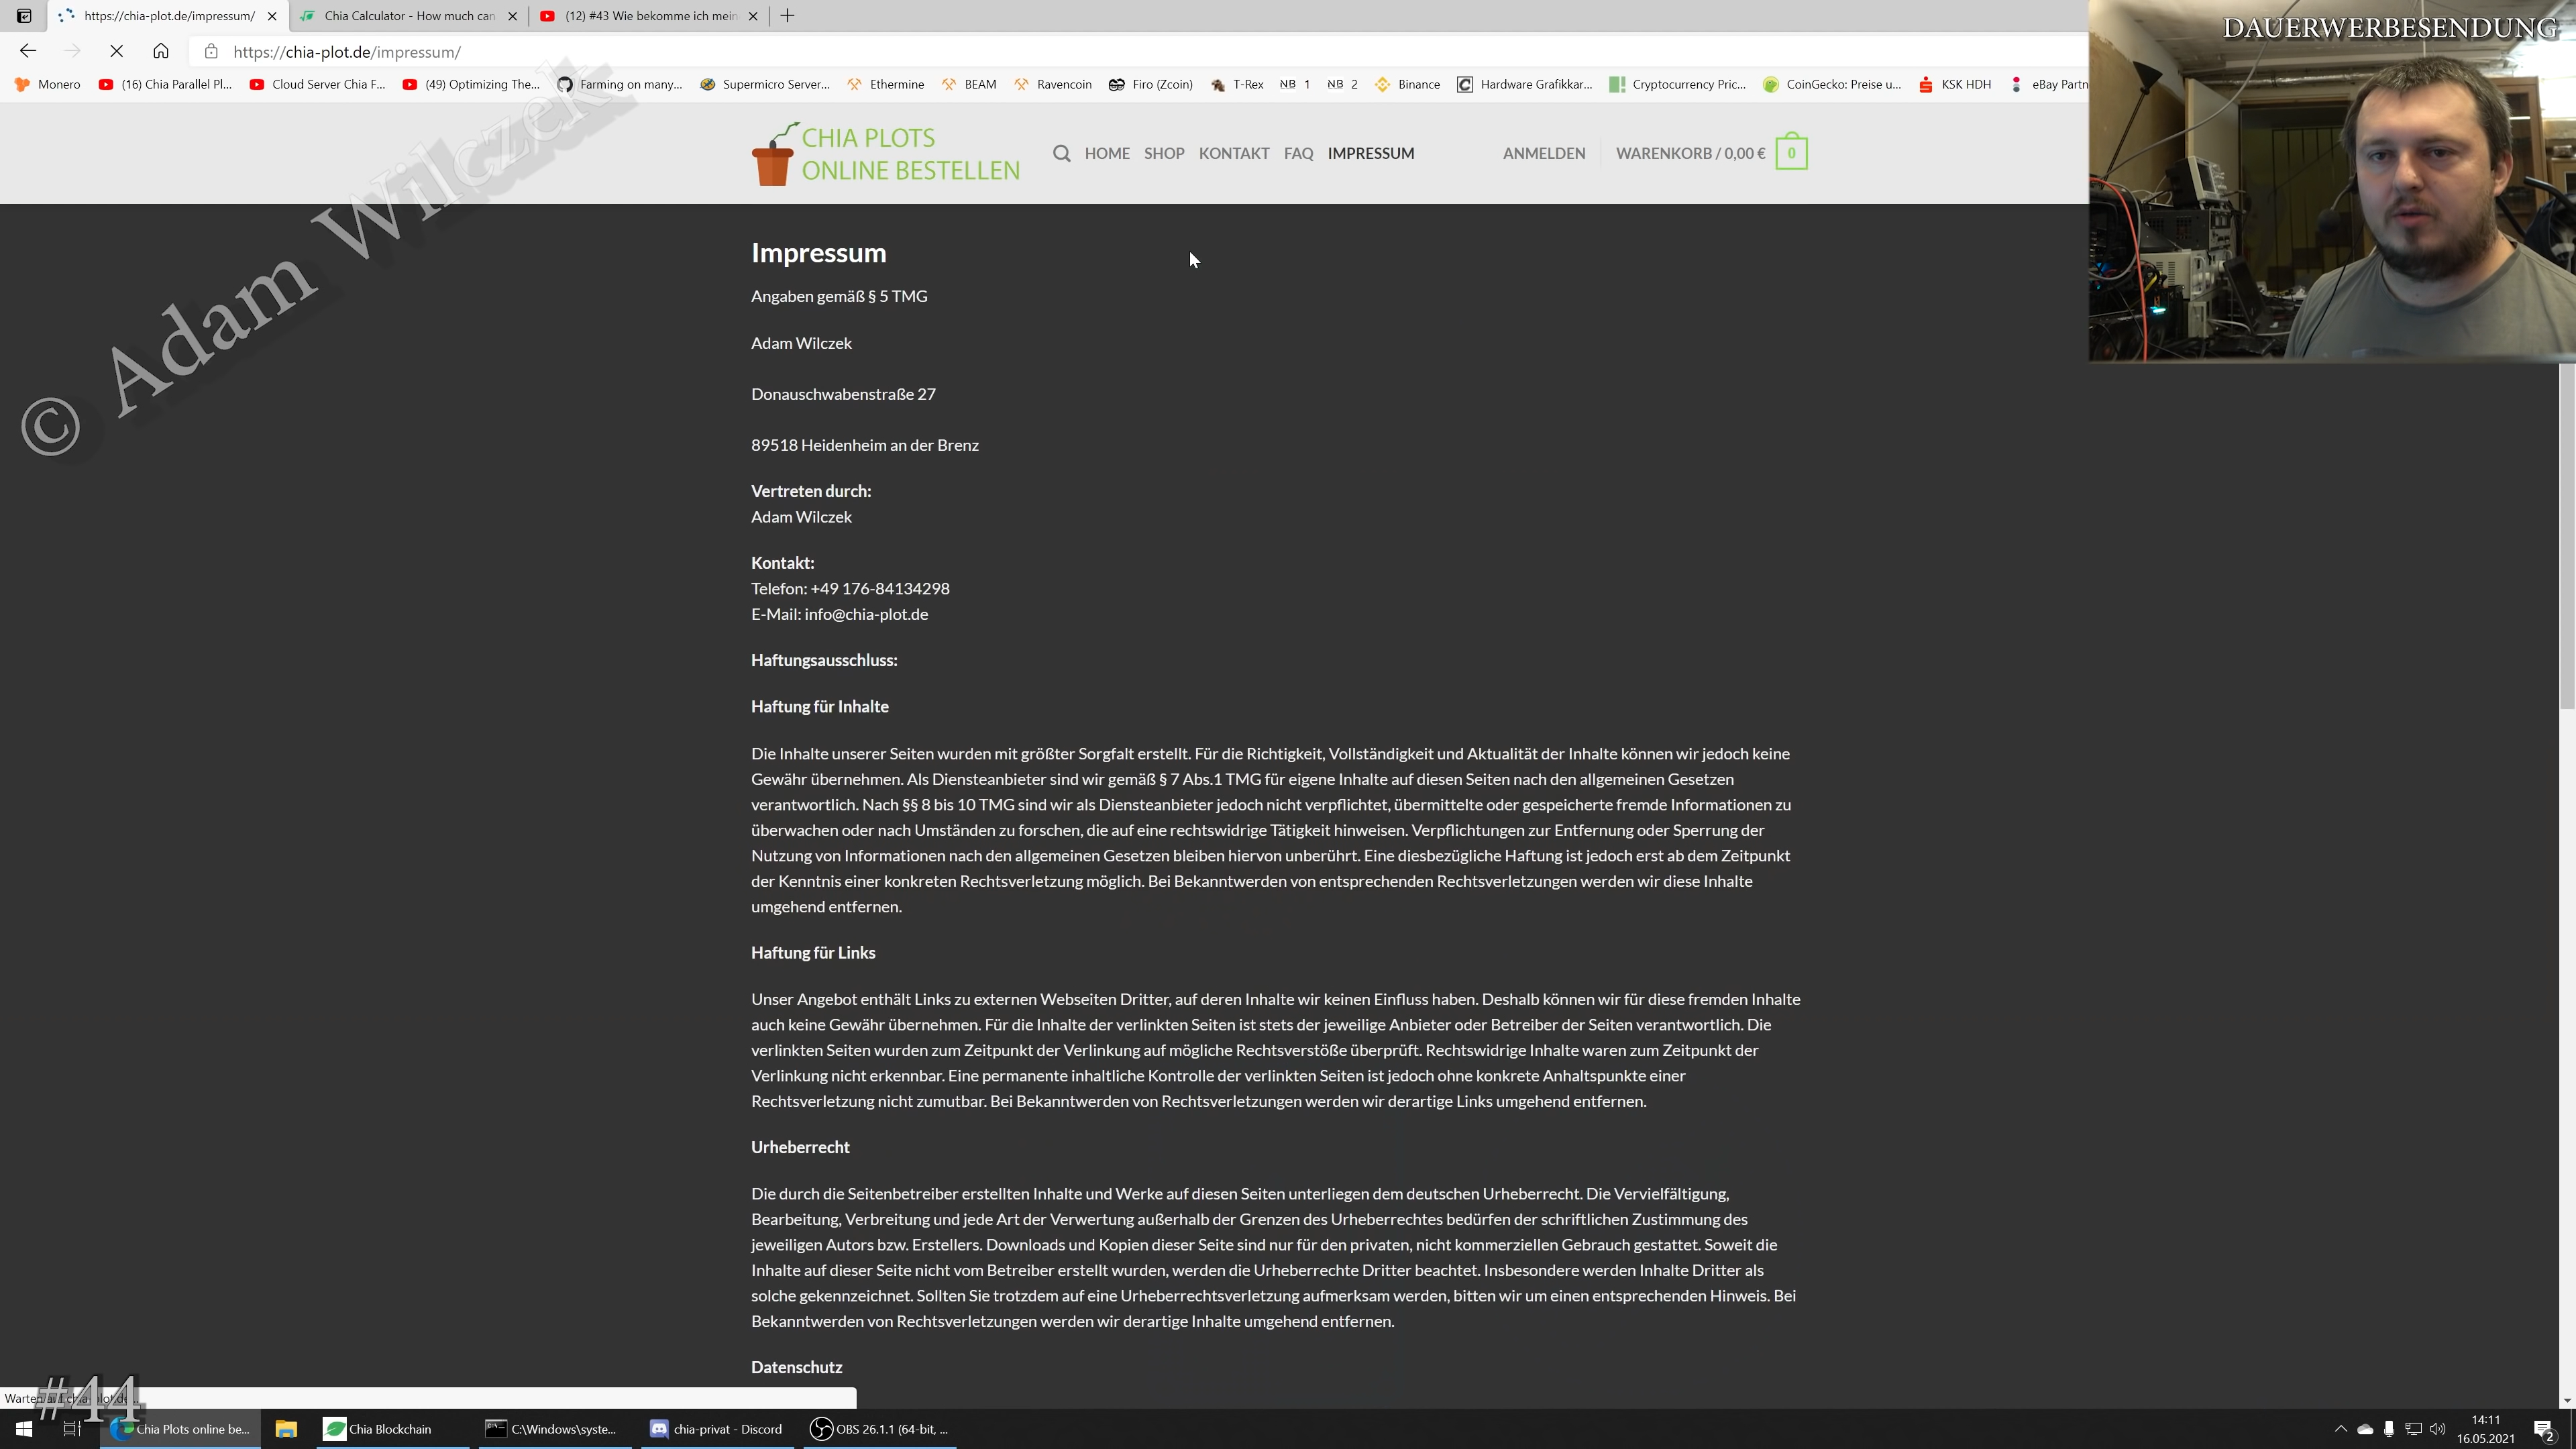 https://chia-plot.de/impressum/
Chia Calculator - How much can
(12) #43 Wie bekomme ich mein
DAUERWERBESENDUNG
https://chia-plot.de/impressum/
Monero
(16) Chia Parallel Pl...
Cloud Server Chia F...
(49) Optimizing The...
Farming on many...
Supermicro Server...
Ethermine
BEAM
Ravencoin
Firo (Zcoin)
T-Rex
NB 1
NB 2
Binance
Hardware Grafikkar...
Cryptocurrency Pric...
CoinGecko: Preise u...
KSK HDH
eBay Partn
CHIA PLOTS
ONLINE BESTELLEN
HOME
SHOP
KONTAKT
FAQ
IMPRESSUM
ANMELDEN
WARENKORB / 0,00 €
0
© Adam Wilczek
Impressum
Angaben gemäß § 5 TMG
Adam Wilczek
Donauschwabenstraße 27
89518 Heidenheim an der Brenz
Vertreten durch:
Adam Wilczek
Kontakt:
Telefon: +49 176-84134298
E-Mail: info@chia-plot.de
Haftungsausschluss:
Haftung für Inhalte
Die Inhalte unserer Seiten wurden mit größter Sorgfalt erstellt. Für die Richtigkeit, Vollständigkeit und Aktualität der Inhalte können wir jedoch keine
Gewähr übernehmen. Als Diensteanbieter sind wir gemäß § 7 Abs.1 TMG für eigene Inhalte auf diesen Seiten nach den allgemeinen Gesetzen
verantwortlich. Nach §§ 8 bis 10 TMG sind wir als Diensteanbieter jedoch nicht verpflichtet, übermittelte oder gespeicherte fremde Informationen zu
überwachen oder nach Umständen zu forschen, die auf eine rechtswidrige Tätigkeit hinweisen. Verpflichtungen zur Entfernung oder Sperrung der
Nutzung von Informationen nach den allgemeinen Gesetzen bleiben hiervon unberührt. Eine diesbezügliche Haftung ist jedoch erst ab dem Zeitpunkt
der Kenntnis einer konkreten Rechtsverletzung möglich. Bei Bekanntwerden von entsprechenden Rechtsverletzungen werden wir diese Inhalte
umgehend entfernen.
Haftung für Links
Unser Angebot enthält Links zu externen Webseiten Dritter, auf deren Inhalte wir keinen Einfluss haben. Deshalb können wir für diese fremden Inhalte
auch keine Gewähr übernehmen. Für die Inhalte der verlinkten Seiten ist stets der jeweilige Anbieter oder Betreiber der Seiten verantwortlich. Die
verlinkten Seiten wurden zum Zeitpunkt der Verlinkung auf mögliche Rechtsverstöße überprüft. Rechtswidrige Inhalte waren zum Zeitpunkt der
Verlinkung nicht erkennbar. Eine permanente inhaltliche Kontrolle der verlinkten Seiten ist jedoch ohne konkrete Anhaltspunkte einer
Rechtsverletzung nicht zumutbar. Bei Bekanntwerden von Rechtsverletzungen werden wir derartige Links umgehend entfernen.
Urheberrecht
Die durch die Seitenbetreiber erstellten Inhalte und Werke auf diesen Seiten unterliegen dem deutschen Urheberrecht. Die Vervielfältigung,
Bearbeitung, Verbreitung und jede Art der Verwertung außerhalb der Grenzen des Urheberrechtes bedürfen der schriftlichen Zustimmung des
jeweiligen Autors bzw. Erstellers. Downloads und Kopien dieser Seite sind nur für den privaten, nicht kommerziellen Gebrauch gestattet. Soweit die
Inhalte auf dieser Seite nicht vom Betreiber erstellt wurden, werden die Urheberrechte Dritter beachtet. Insbesondere werden Inhalte Dritter als
solche gekennzeichnet. Sollten Sie trotzdem auf eine Urheberrechtsverletzung aufmerksam werden, bitten wir um einen entsprechenden Hinweis. Bei
Bekanntwerden von Rechtsverletzungen werden wir derartige Inhalte umgehend entfernen.
Datenschutz
#44
Chia Plots online be...
Chia Blockchain
C:\Windows\syste...
chia-privat - Discord
OBS 26.1.1 (64-bit, ...
14:11
16.05.2021
2